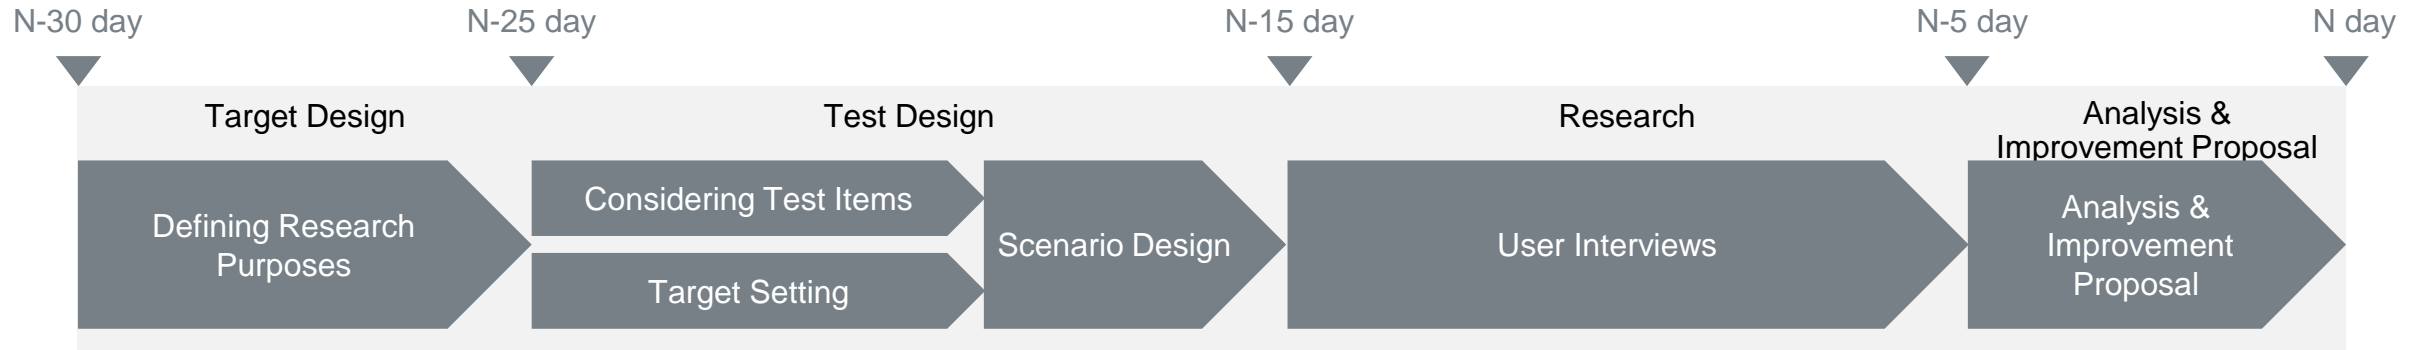 N-30 day
N-25 day
N-15 day
N-5 day
N day
Target Design
Test Design
Research
Analysis &
Improvement Proposal
Defining Research
Purposes
Considering Test Items
Target Setting
Scenario Design
User Interviews
Analysis &
Improvement
Proposal